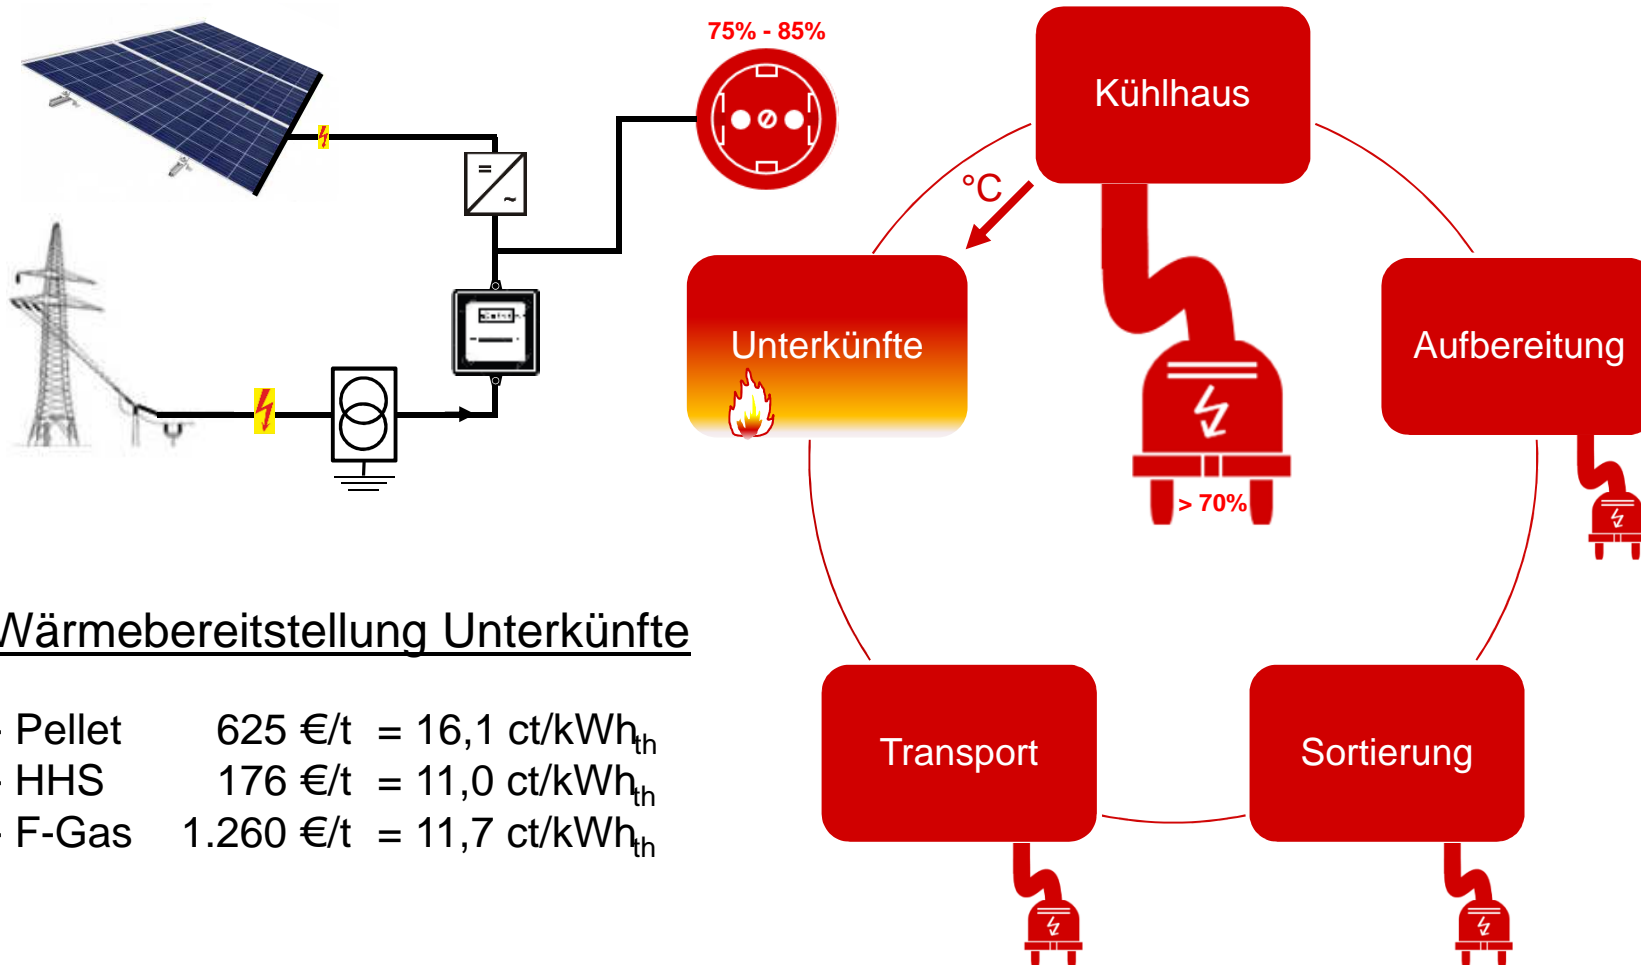 75% - 85%
Kühlhaus
°C
=
~
Unterkünfte
Aufbereitung
> 70%
Wärmebereitstellung Unterkünfte
- Pellet 625 €/t = 16,1 ct/kWhth
- HHS 176 €/t = 11,0 ct/kWhth
- F-Gas 1.260 €/t = 11,7 ct/kWhth
Transport
Sortierung